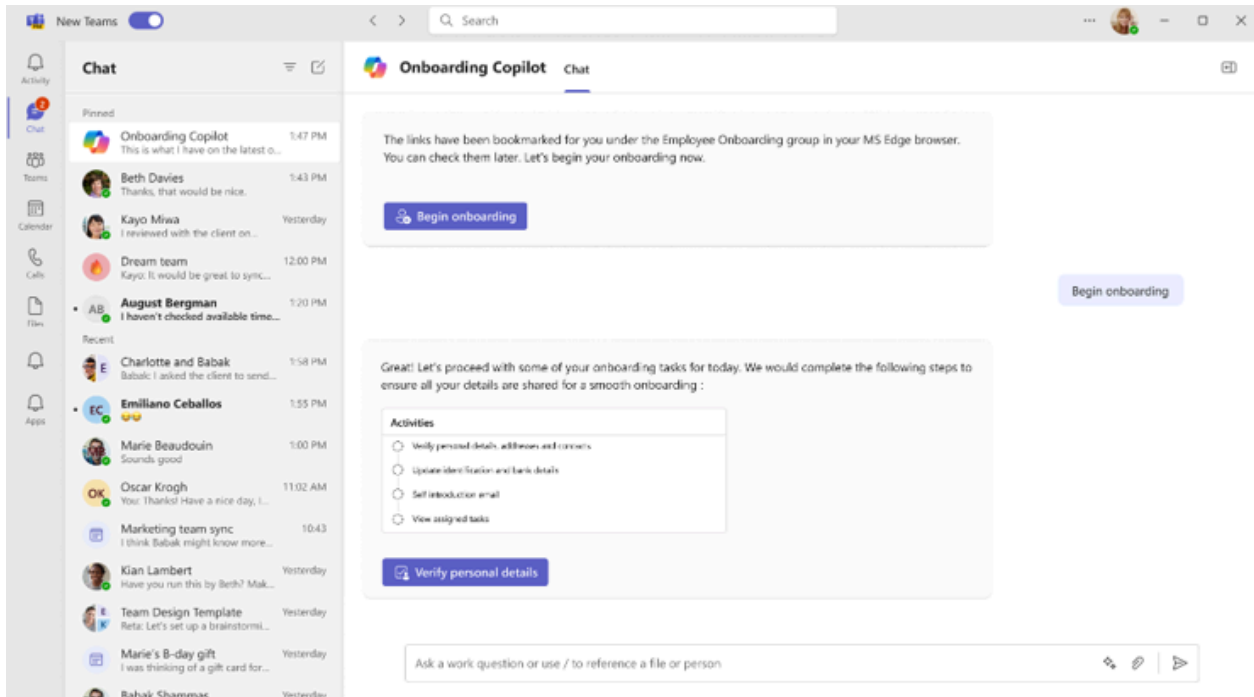 New Teams
Search
Activity
2
Chat
Teams
Calendar
Calls
Files
Apps
Chat
Pinned
Onboarding Copilot 1:47 PM
This is what I have on the latest o...
Beth Davies 1:43 PM
Thanks, that would be nice.
Kayo Miwa Yesterday
I reviewed with the client on...
Dream team 12:00 PM
Kayo: It would be great to sync...
AB August Bergman 1:20 PM
I haven't checked available time...
Recent
E Charlotte and Babak 1:58 PM
Babak: I asked the client to send...
EC Emiliano Ceballos 1:55 PM
Marie Beaudouin 1:00 PM
Sounds good
OK Oscar Krogh 11:02 AM
You: Thanks! Have a nice day, I...
Marketing team sync 10:43
I think Babak might know more...
Kian Lambert Yesterday
Have you run this by Beth? Mak...
E K Team Design Template Yesterday
Reta: Let's set up a brainstormi...
Marie's B-day gift Yesterday
I was thinking of a gift card for...
Babak Shammas Yesterday
Onboarding Copilot Chat
The links have been bookmarked for you under the Employee Onboarding group in your MS Edge browser.
You can check them later. Let's begin your onboarding now.
Begin onboarding
Begin onboarding
Great! Let's proceed with some of your onboarding tasks for today. We would complete the following steps to
ensure all your details are shared for a smooth onboarding :
Activities
Verify personal details, addresses and contacts
Update identification and bank details
Self introduction email
View assigned tasks
Verify personal details
Ask a work question or use / to reference a file or person